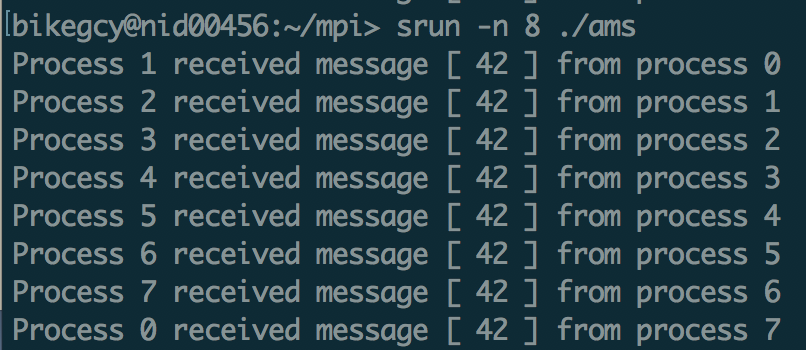 [bikegcy@nid00456:~/mpi> srun -n 8 ./ams
Process 1 received message [ 42 ] from process 0
Process 2 received message [ 42 ] from process 1
Process 3 received message [ 42 ] from process 2
Process 4 received message [ 42 ] from process 3
Process 5 received message [ 42 ] from process 4
Process 6 received message [ 42 ] from process 5
Process 7 received message [ 42 ] from process 6
Process 0 received message [ 42 ] from process 7